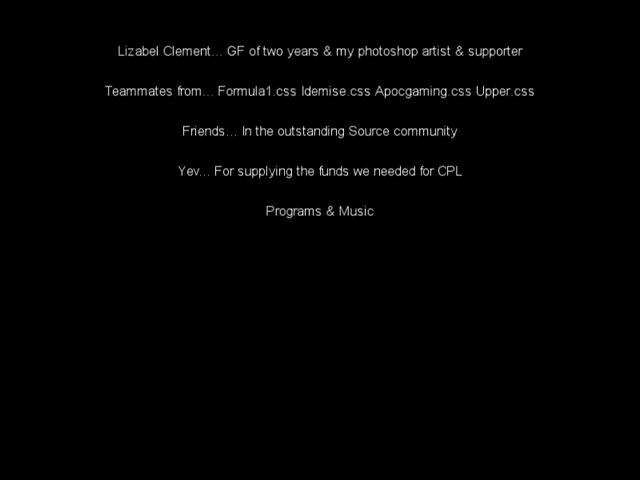 Lizabel Clement... GF of two years & my photoshop artist & supporter
Teammates from... Formula1.css Idemise.css Apocgaming.css Upper.css
Friends... In the outstanding Source community
Yev... For supplying the funds we needed for CPL
Programs & Music